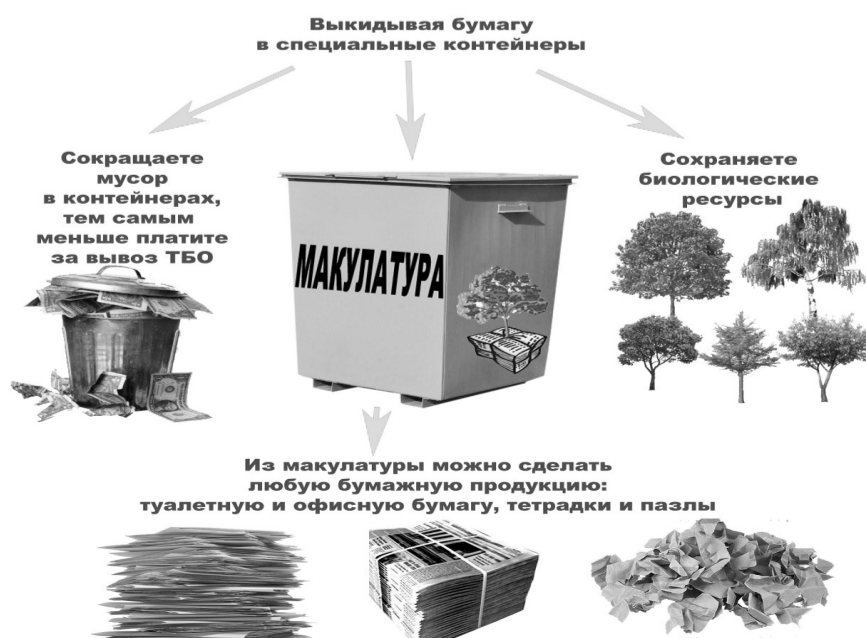 Выкидывая бумагу
в специальные контейнеры
Сокращаете
мусор
в контейнерах,
тем самым
меньше платите
за вывоз ТБО
МАКУЛАТУРА
Сохраняете
биологические
ресурсы
Из макулатуры можно сделать
любую бумажную продукцию:
туалетную и офисную бумагу, тетрадки и пазлы